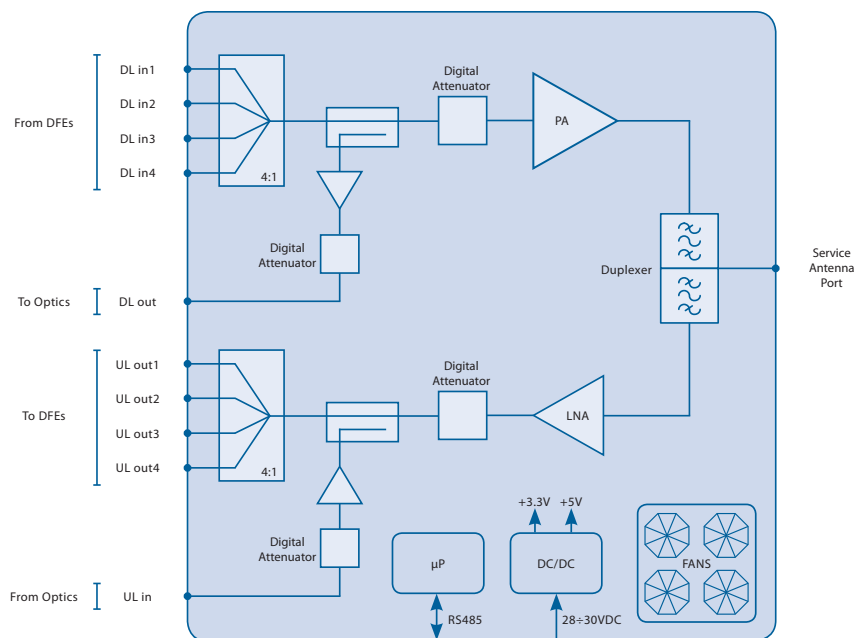 DL in1
DL in2
From DFEs
DL in3
DL in4
4:1
Digital
Attenuator
PA
Digital
Attenuator
Duplexer
Service
Antenna
Port
To Optics
DL out
UL out1
UL out2
To DFEs
UL out3
UL out4
4:1
Digital
Attenuator
LNA
Digital
Attenuator
+3.3V
+5V
µP
DC/DC
FANS
From Optics
UL in
RS485
28÷30VDC